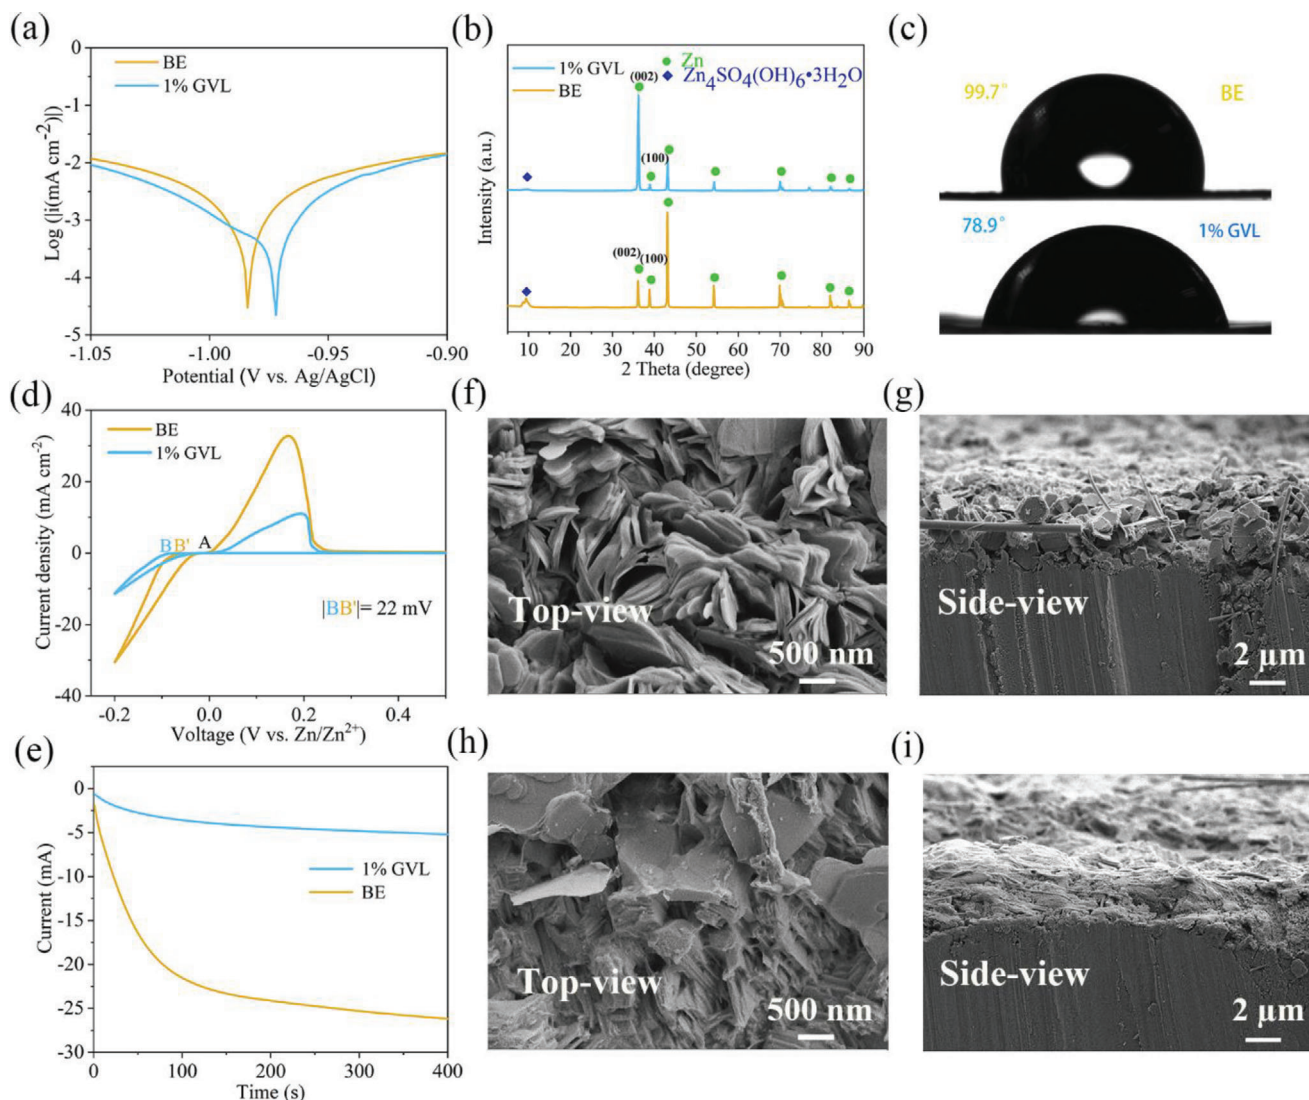 (a)
BE
1% GVL
Log (|i(mA cm⁻²)|)
0
-1
-2
-3
-4
-5
-1.05
-1.00
-0.95
-0.90
Potential (V vs. Ag/AgCl)
(b)
1% GVL
BE
Zn
Zn₄SO₄(OH)₆•3H₂O
(002)
(100)
(002)
(100)
Intensity (a.u.)
10 20 30 40 50 60 70 80 90
2 Theta (degree)
(c)
99.7°
BE
78.9°
1% GVL
(d)
BE
1% GVL
Current density (mA cm⁻²)
40
20
0
-20
-40
BB'
A
|BB'|= 22 mV
-0.2
0.0
0.2
0.4
Voltage (V vs. Zn/Zn²⁺)
(e)
1% GVL
BE
Current (mA)
0
-5
-10
-15
-20
-25
-30
0
100
200
300
400
Time (s)
(f)
Top-view
500 nm
(g)
Side-view
2 μm
(h)
Top-view
500 nm
(i)
Side-view
2 μm